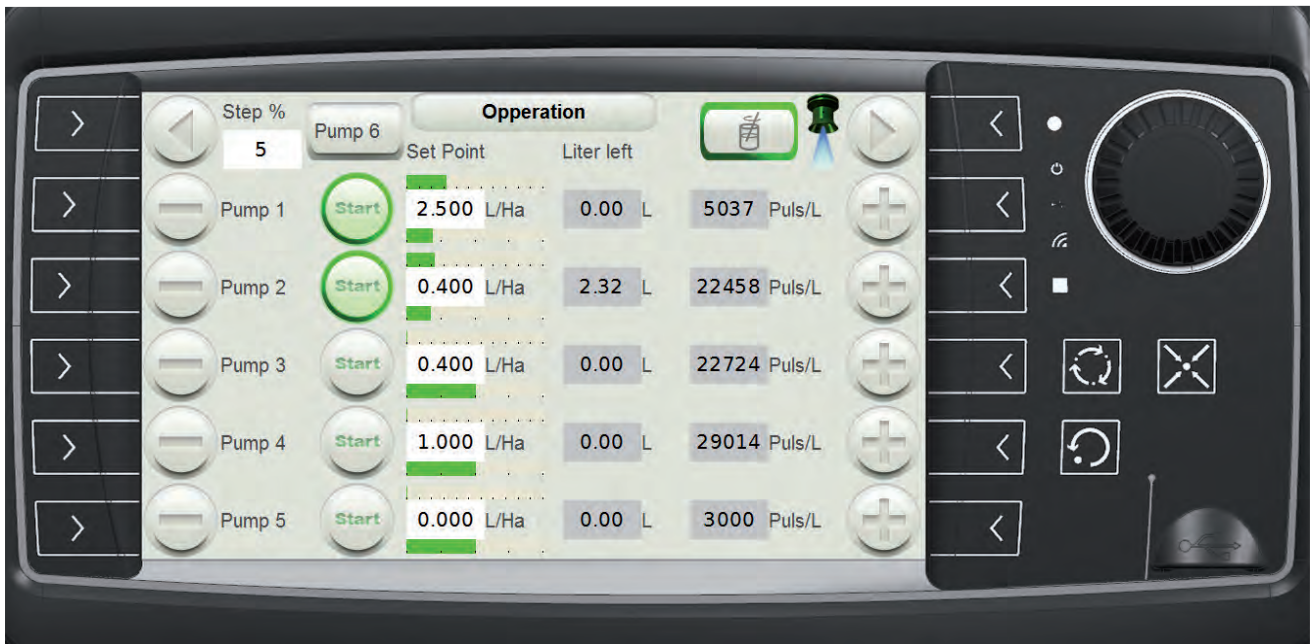 Step %
5
Pump 6
Opperation
Set Point
Liter left
Pump 1 Start 2.500 L/Ha 0.00 L 5037 Puls/L
Pump 2 Start 0.400 L/Ha 2.32 L 22458 Puls/L
Pump 3 Start 0.400 L/Ha 0.00 L 22724 Puls/L
Pump 4 Start 1.000 L/Ha 0.00 L 29014 Puls/L
Pump 5 Start 0.000 L/Ha 0.00 L 3000 Puls/L